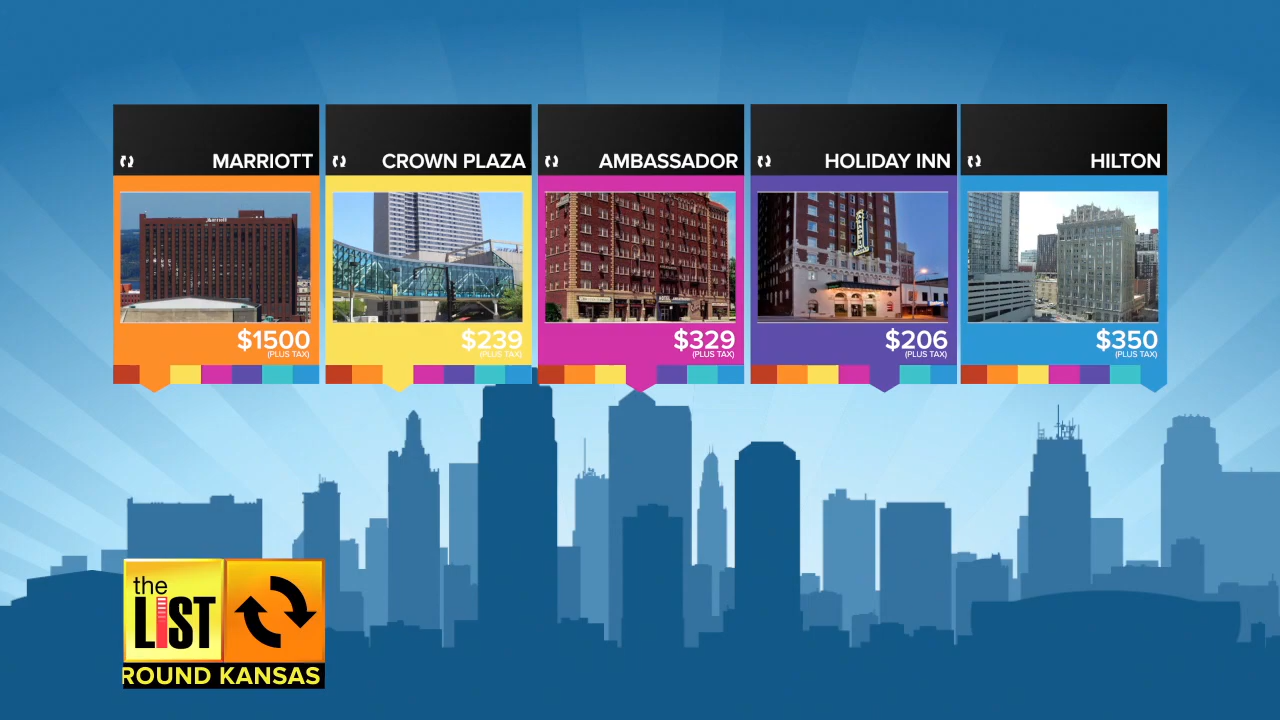 MARRIOTT
$1500
(PLUS TAX)
CROWN PLAZA
$239
(PLUS TAX)
AMBASSADOR
$329
(PLUS TAX)
HOLIDAY INN
$206
(PLUS TAX)
HILTON
$350
(PLUS TAX)
the
LiST
ROUND KANSAS